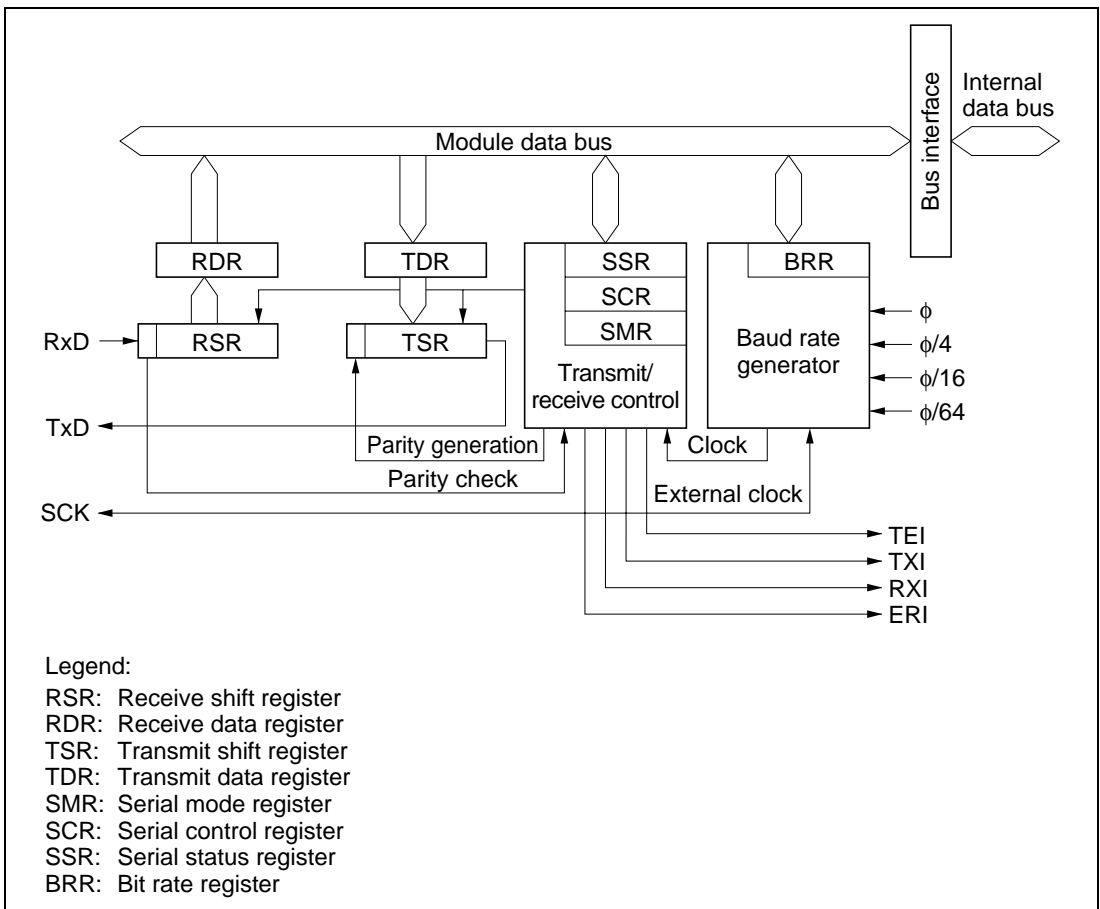 Internal
data bus
Bus interface
Module data bus
RDR
TDR
SSR
BRR
SCR
RxD
RSR
TSR
SMR
Baud rate
generator
φ
φ/4
φ/16
φ/64
Transmit/
receive control
TxD
Parity generation
Clock
Parity check
External clock
SCK
TEI
TXI
RXI
ERI
Legend:
RSR: Receive shift register
RDR: Receive data register
TSR: Transmit shift register
TDR: Transmit data register
SMR: Serial mode register
SCR: Serial control register
SSR: Serial status register
BRR: Bit rate register